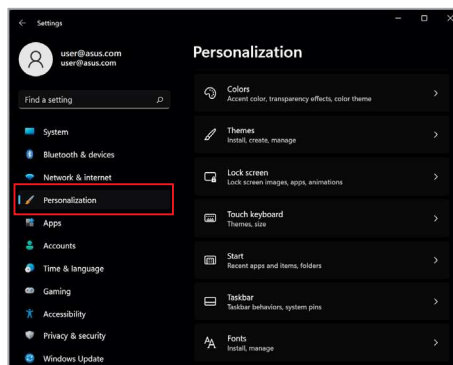 Settings
user@asus.com
user@asus.com
Find a setting
System
Bluetooth & devices
Network & internet
Personalization
Apps
Accounts
Time & language
Gaming
Accessibility
Privacy & security
Windows Update
Personalization
Colors
Accent color, transparency effects, color theme
Themes
Install, create, manage
Lock screen
Lock screen images, apps, animations
Touch keyboard
Themes, size
Start
Recent apps and items, folders
Taskbar
Taskbar behaviors, system pins
Fonts
Install, manage